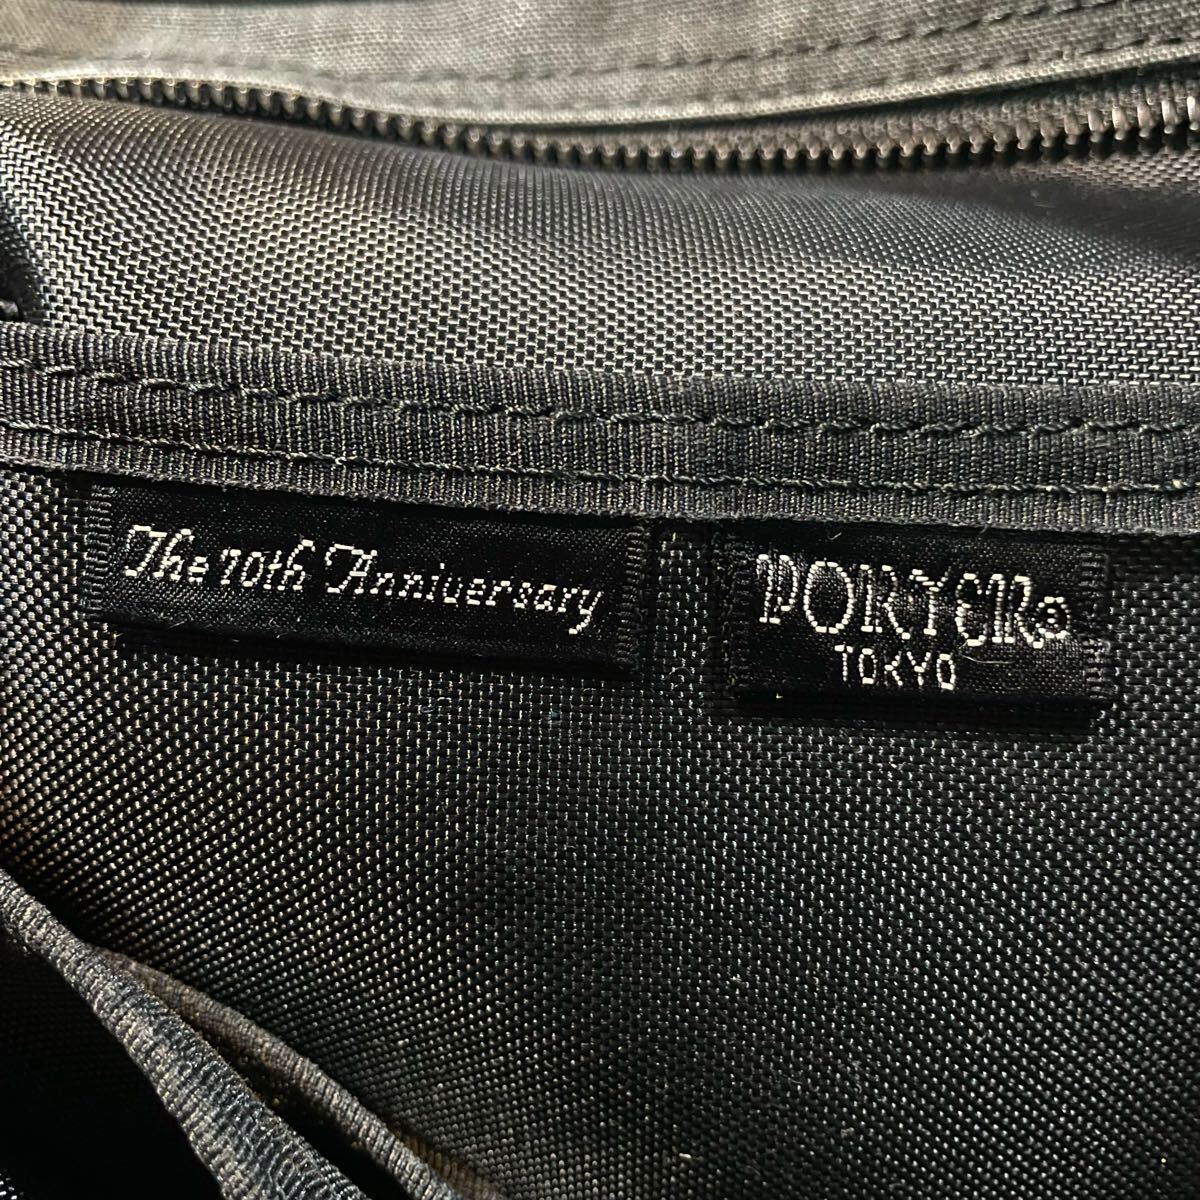 The 70th Anniversary
PORTER®
TOKYO